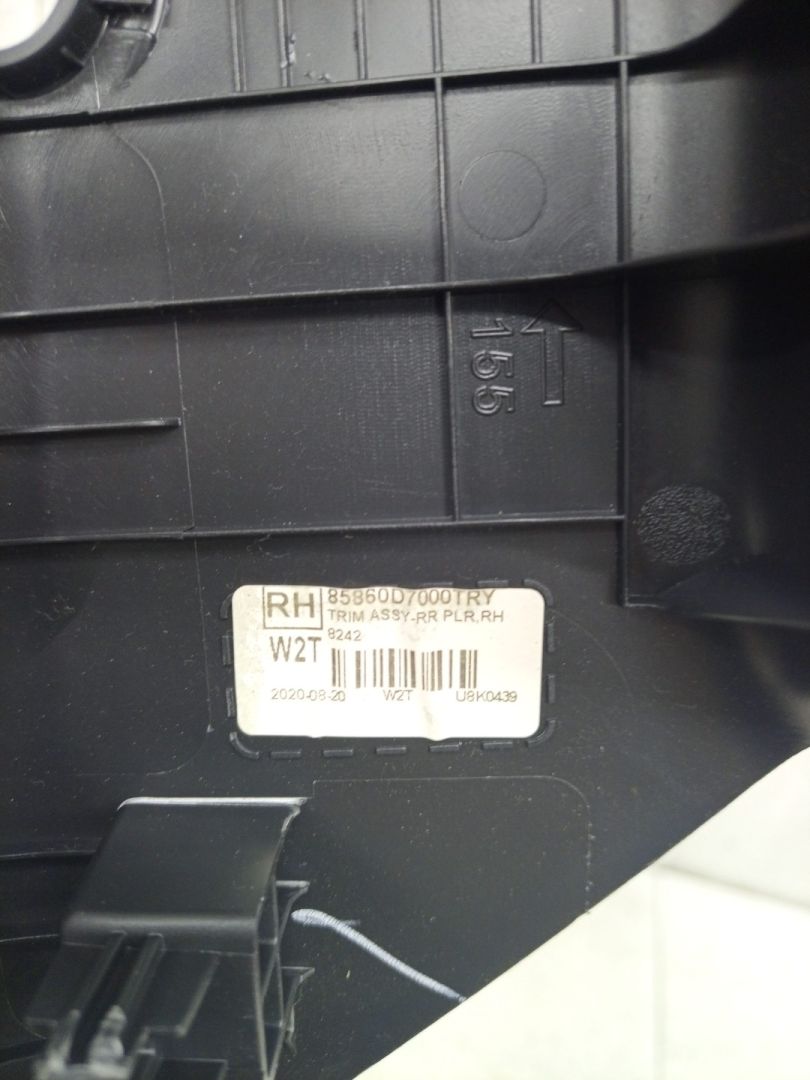 155
RH 85860D7000TRY
TRIM ASSY-RR PLR,RH
W2T 8242
2020-08-20 W2T U8K0439